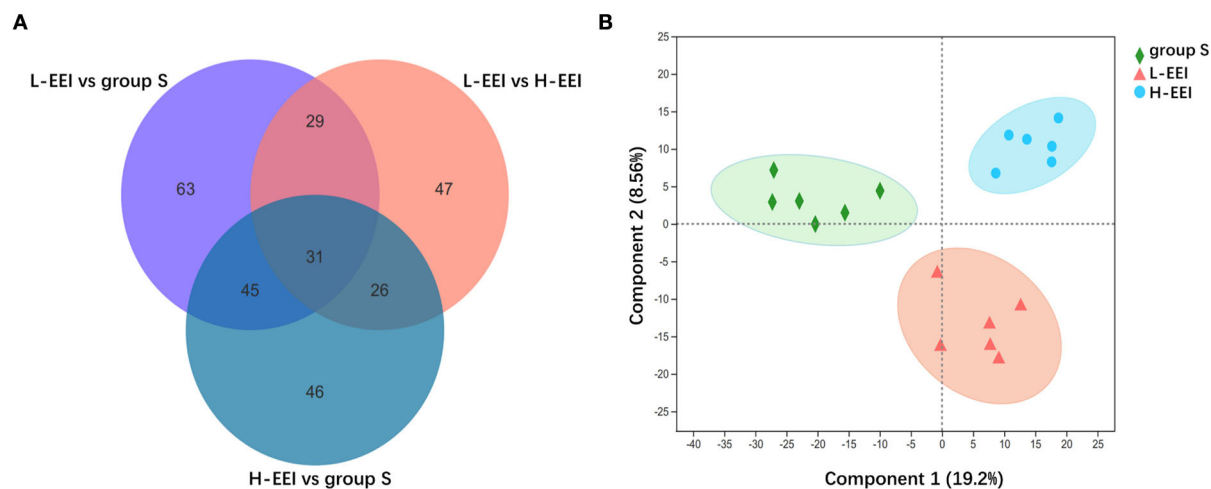 A
L-EEI vs group S
L-EEI vs H-EEI
29
63
47
31
45
26
46
H-EEI vs group S
B
25
20
15
10
5
0
-5
-10
-15
-20
-25
Component 2 (8.56%)
-40 -35 -30 -25 -20 -15 -10 -5 0 5 10 15 20 25
Component 1 (19.2%)
group S
L-EEI
H-EEI